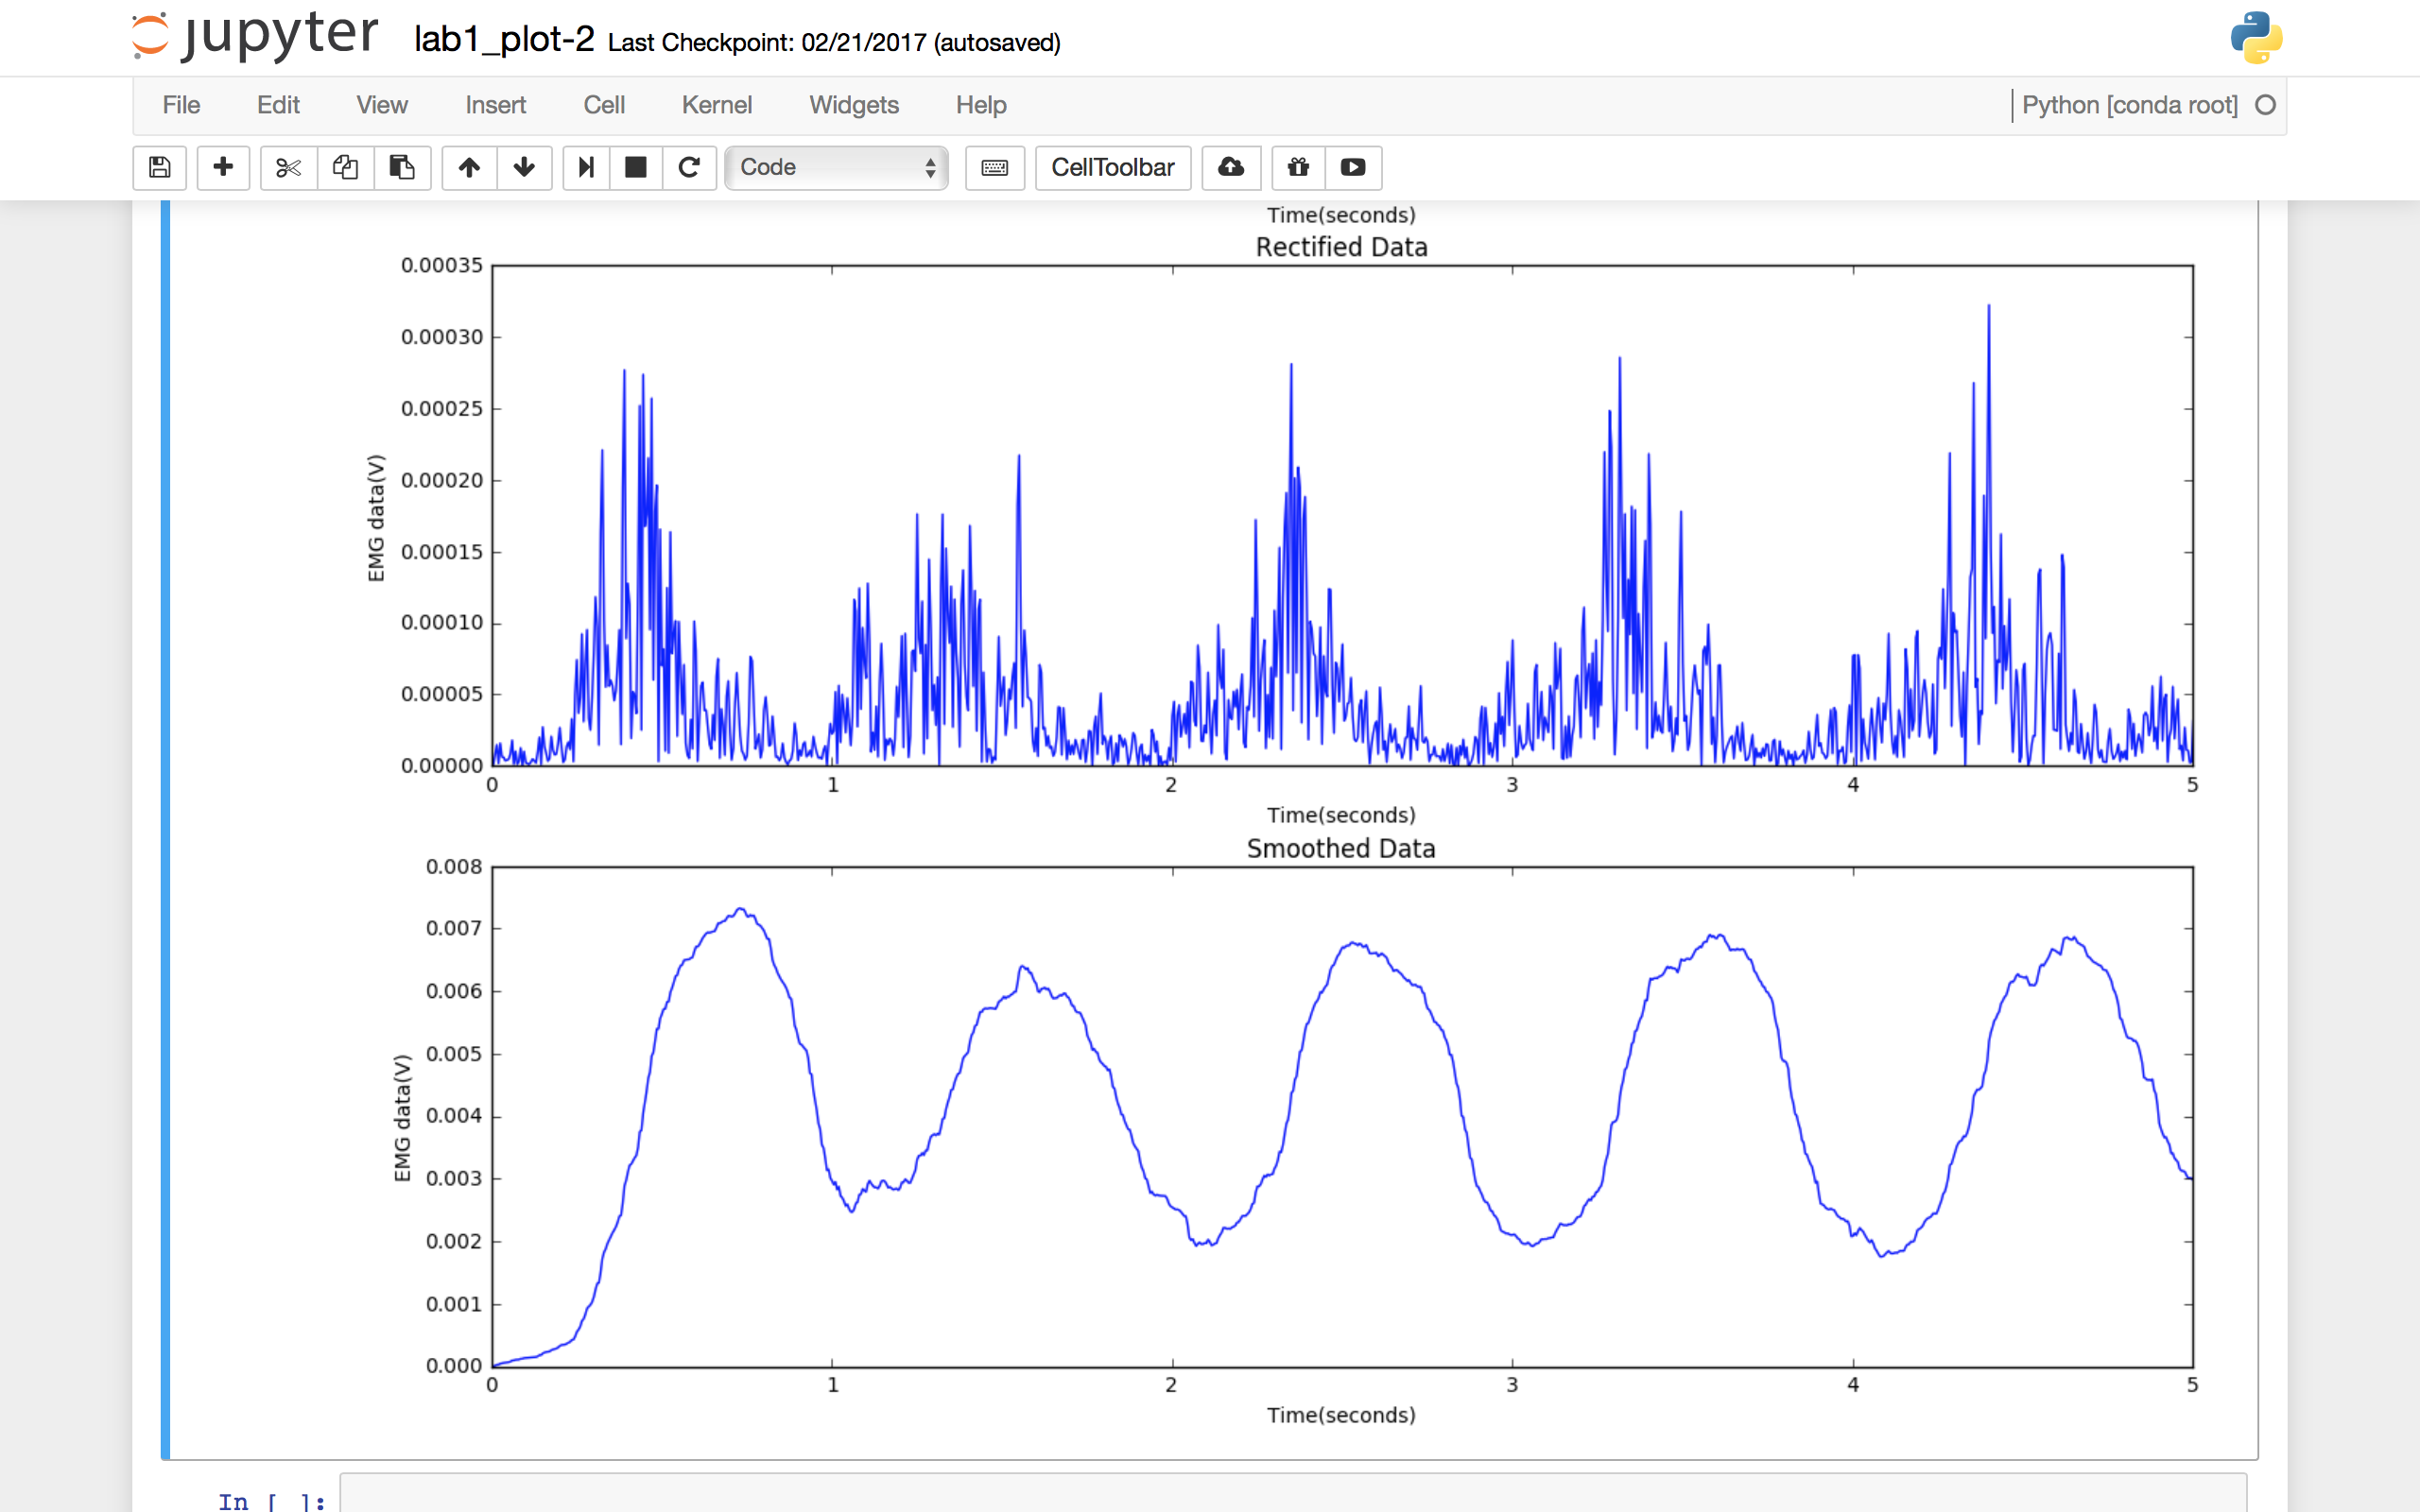 jupyter lab1_plot-2 Last Checkpoint: 02/21/2017 (autosaved)
File Edit View Insert Cell Kernel Widgets Help Python [conda root]
Code CellToolbar
Time(seconds)
Rectified Data
0.00035
0.00030
0.00025
0.00020
0.00015
0.00010
0.00005
0.00000
EMG data(V)
0 1 2 3 4 5
Time(seconds)
Smoothed Data
0.008
0.007
0.006
0.005
0.004
0.003
0.002
0.001
0.000
EMG data(V)
0 1 2 3 4 5
Time(seconds)
In [ ]: